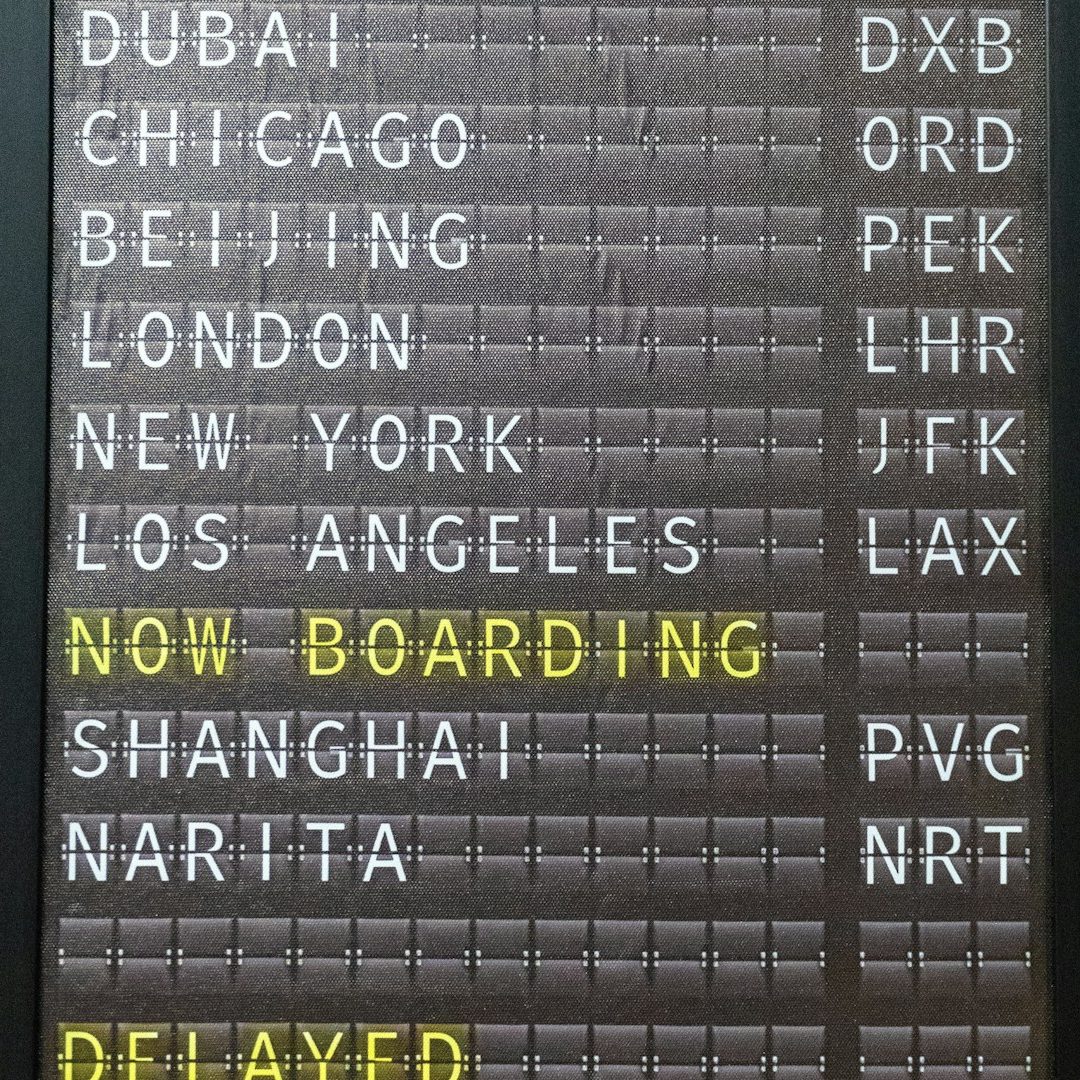 DUBAI DXB
CHICAGO ORD
BEIJING PEK
LONDON LHR
NEW YORK JFK
LOS ANGELES LAX
NOW BOARDING
SHANGHAI PVG
NARITA NRT
DELAYED